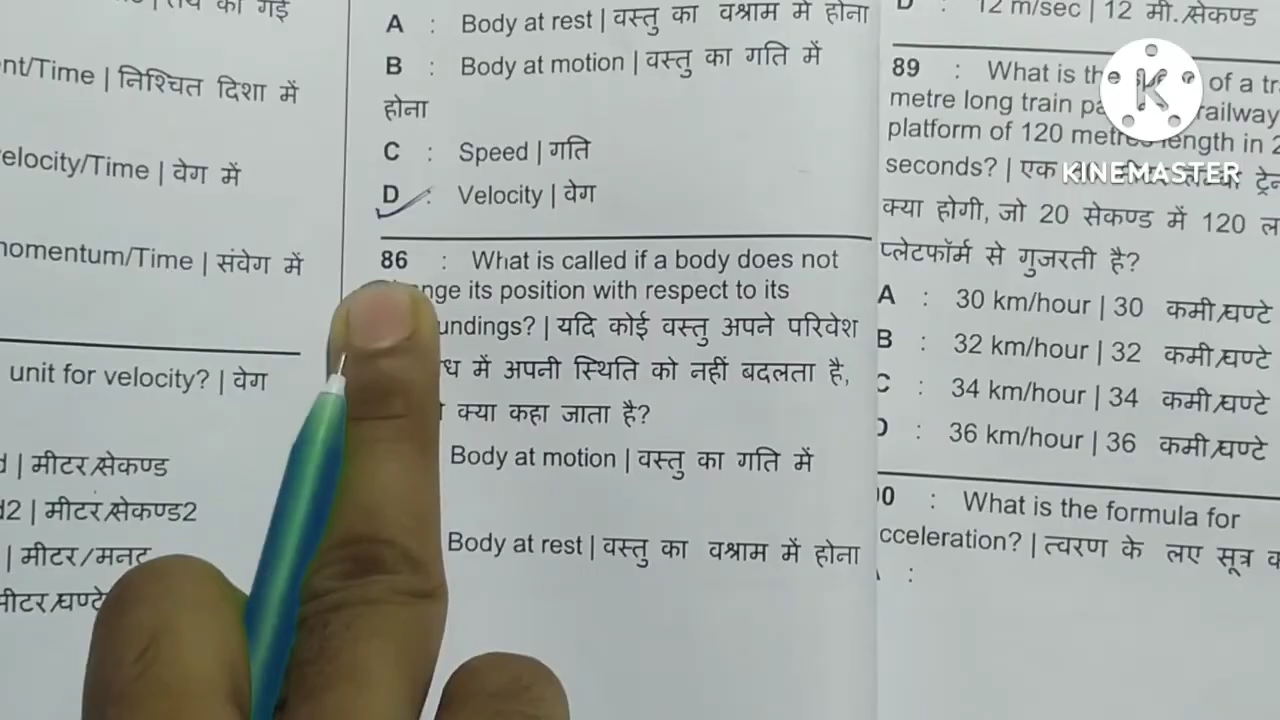 का गई
nt/Time | निश्चित दिशा में
elocity/Time | वेग में
momentum/Time | संवेग में
unit for velocity? | वेग
| मीटर/सेकण्ड
d2 | मीटर/सेकण्ड2
| मीटर/मनट
मीटर/घण्टे
A : Body at rest | वस्तु का वश्राम में होना
B : Body at motion | वस्तु का गति में
होना
C : Speed | गति
D : Velocity | वेग
86 : What is called if a body does not
nge its position with respect to its
undings? | यदि कोई वस्तु अपने परिवेश
ध में अपनी स्थिति को नहीं बदलता है,
क्या कहा जाता है?
Body at motion | वस्तु का गति में
Body at rest | वस्तु का वश्राम में होना
D : 12 m/sec | 12 मी./सेकण्ड
89 : What is the of a tr
metre long train pa railway
platform of 120 metres length in 2
seconds? | एक ट्रेन
क्या होगी, जो 20 सेकण्ड में 120 ल
प्लेटफॉर्म से गुजरती है?
A : 30 km/hour | 30 कमी/घण्टे
B : 32 km/hour | 32 कमी/घण्टे
C : 34 km/hour | 34 कमी/घण्टे
D : 36 km/hour | 36 कमी/घण्टे
0 : What is the formula for
cceleration? | त्वरण के लए सूत्र
:
K
KINEMASTER